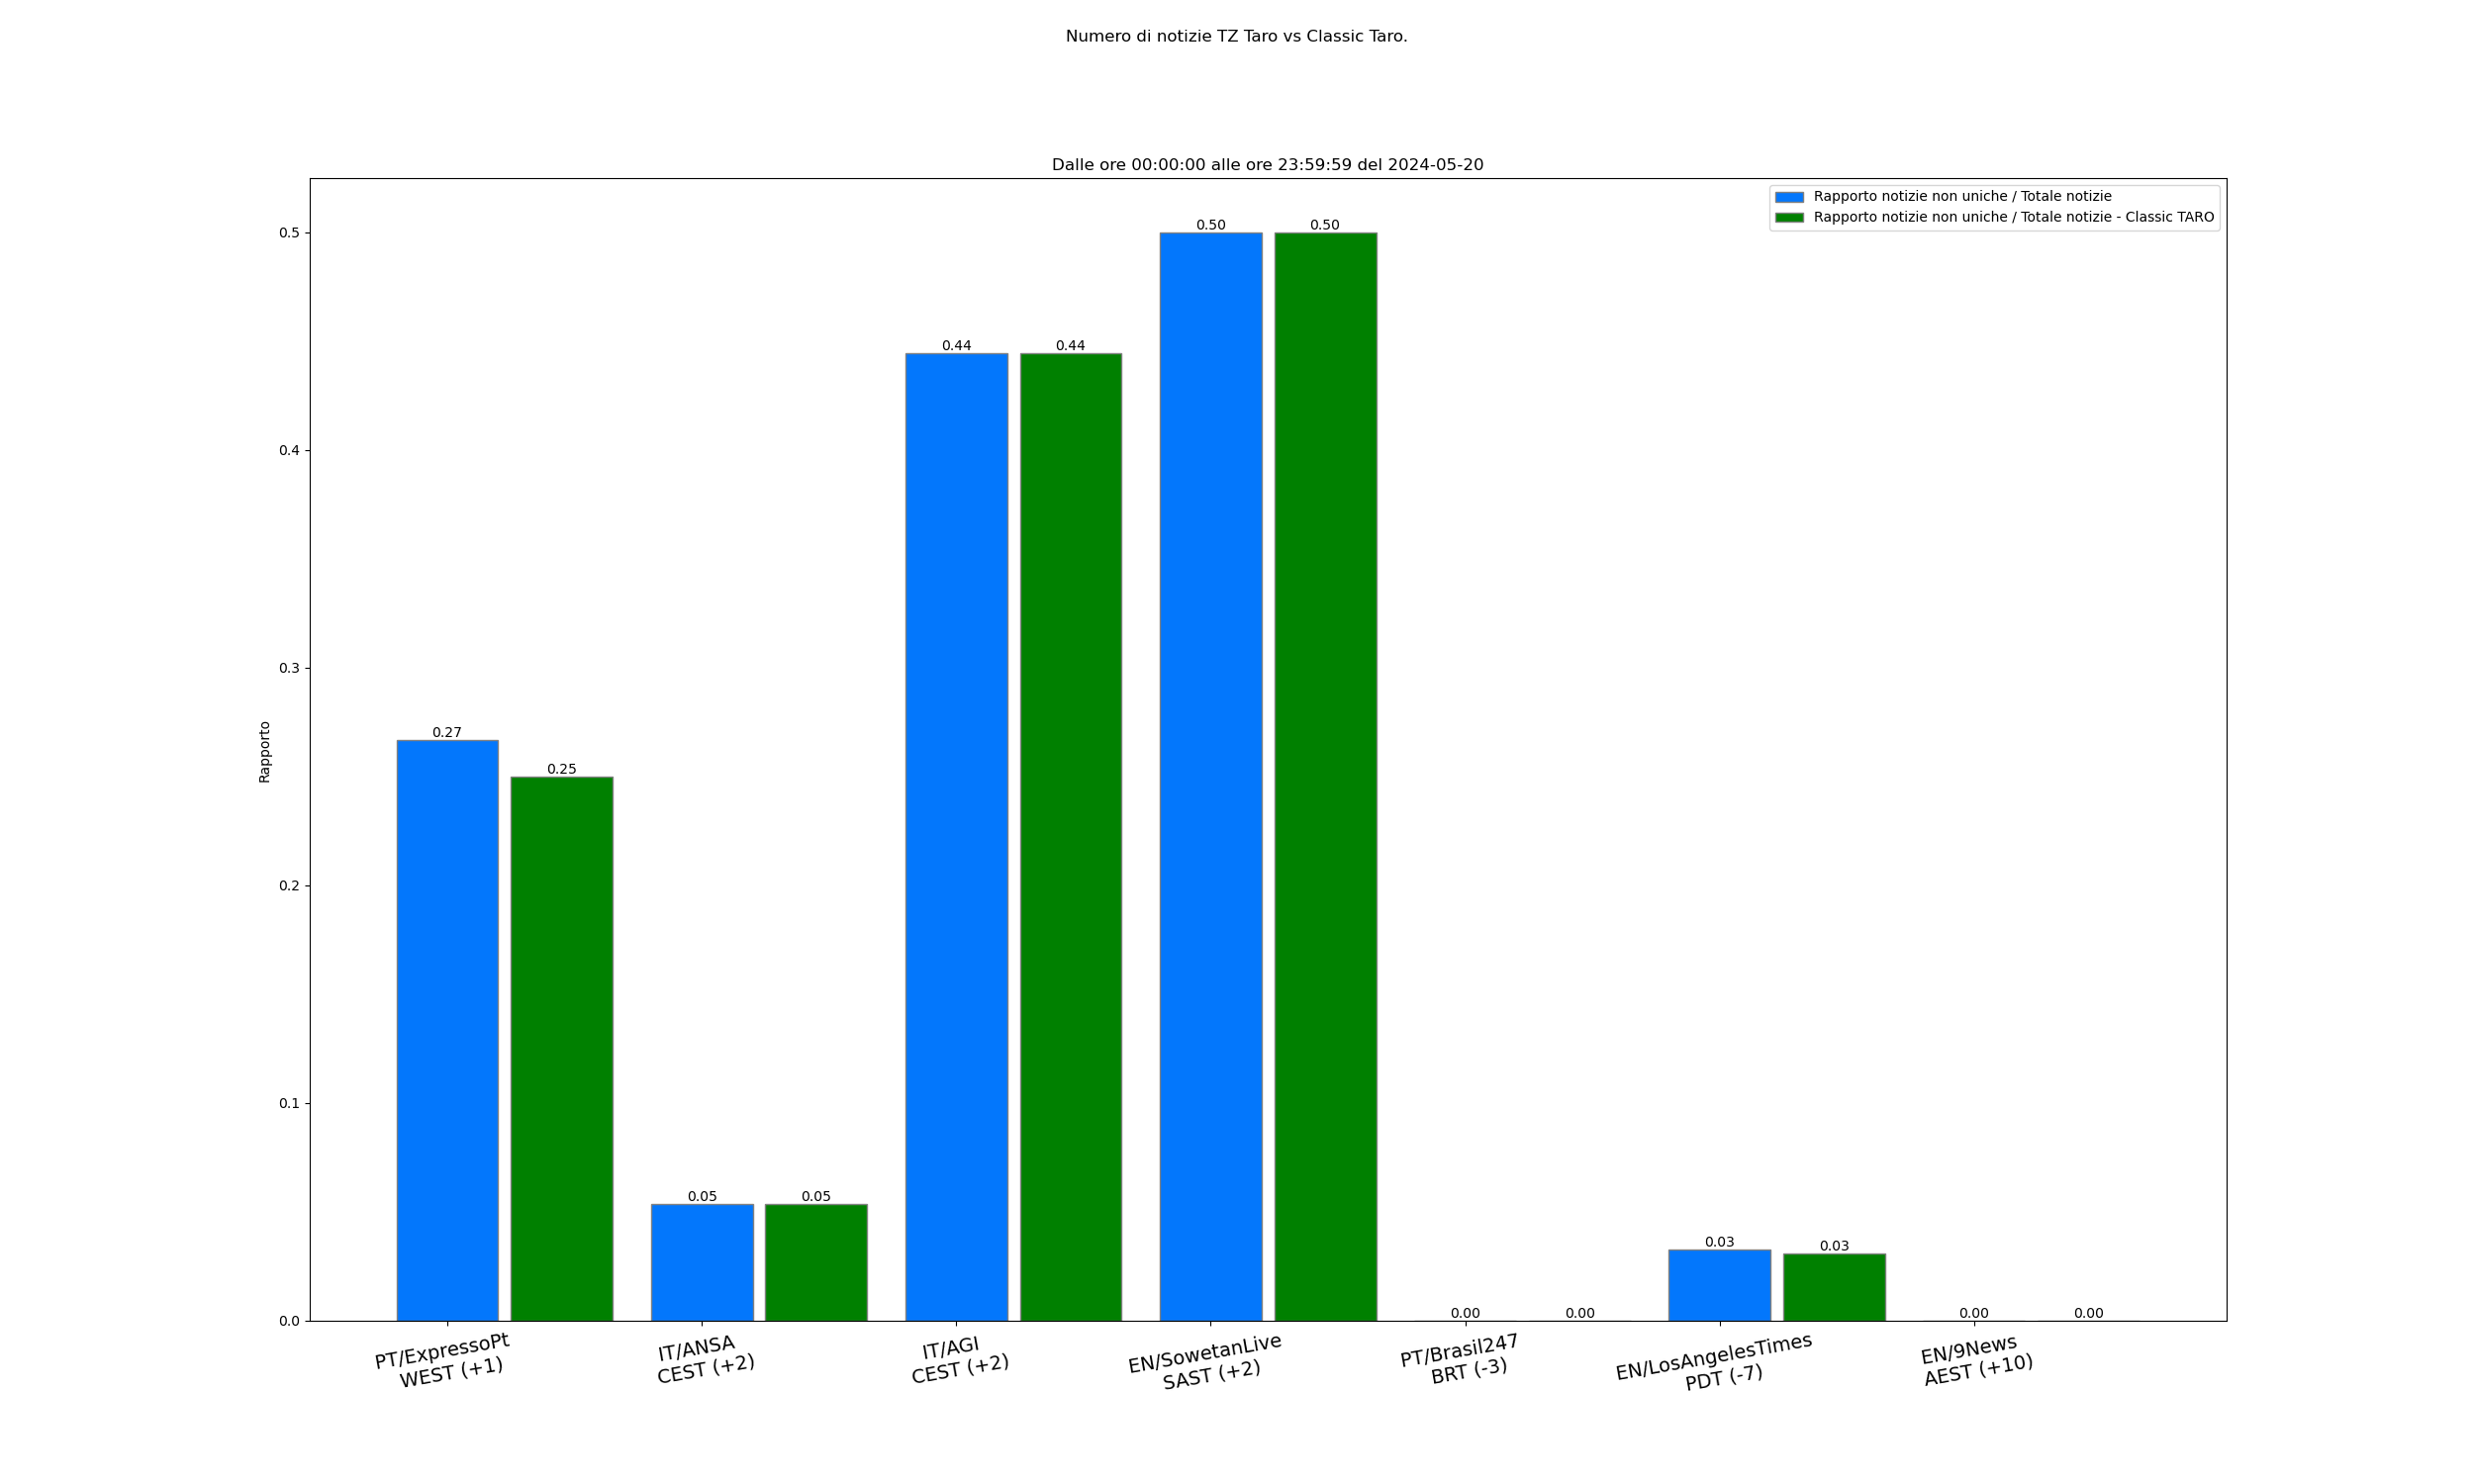 Numero di notizie TZ Taro vs Classic Taro.
Dalle ore 00:00:00 alle ore 23:59:59 del 2024-05-20
Rapporto notizie non uniche / Totale notizie
Rapporto notizie non uniche / Totale notizie - Classic TARO
Rapporto
0.5
0.4
0.3
0.2
0.1
0.0
0.27
0.25
0.05
0.05
0.44
0.44
0.50
0.50
0.00
0.00
0.03
0.03
0.00
0.00
PT/ExpressoPt
WEST (+1)
IT/ANSA
CEST (+2)
IT/AGI
CEST (+2)
EN/SowetanLive
SAST (+2)
PT/Brasil247
BRT (-3)
EN/LosAngelesTimes
PDT (-7)
EN/9News
AEST (+10)